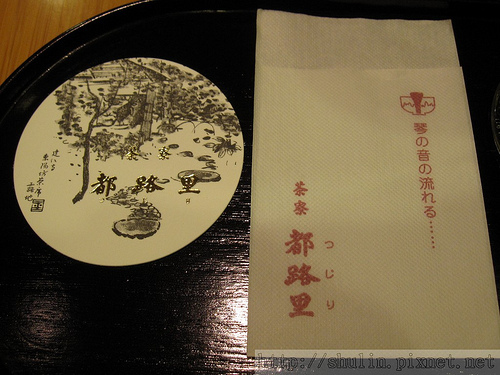 茶寮
都路里
琴の音の流れる……
茶寮
都路里
つじり
http://shulin.pixnet.net